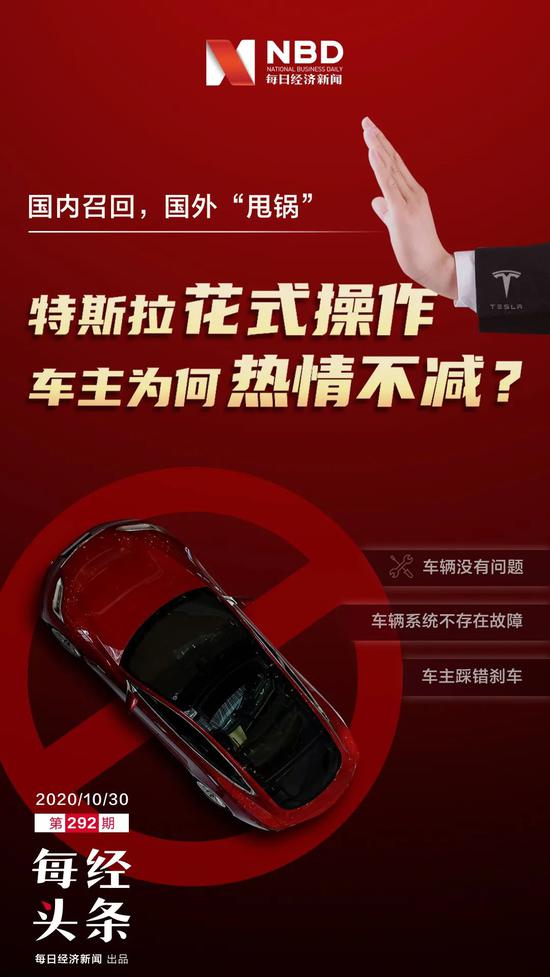 NBD
NATIONAL BUSINESS DAILY
每日经济新闻
国内召回，国外“甩锅”
TESLA
特斯拉花式操作
车主为何热情不减？
车辆没有问题
车辆系统不存在故障
车主踩错刹车
2020/10/30
第292期
每经
头条
每日经济新闻 出品